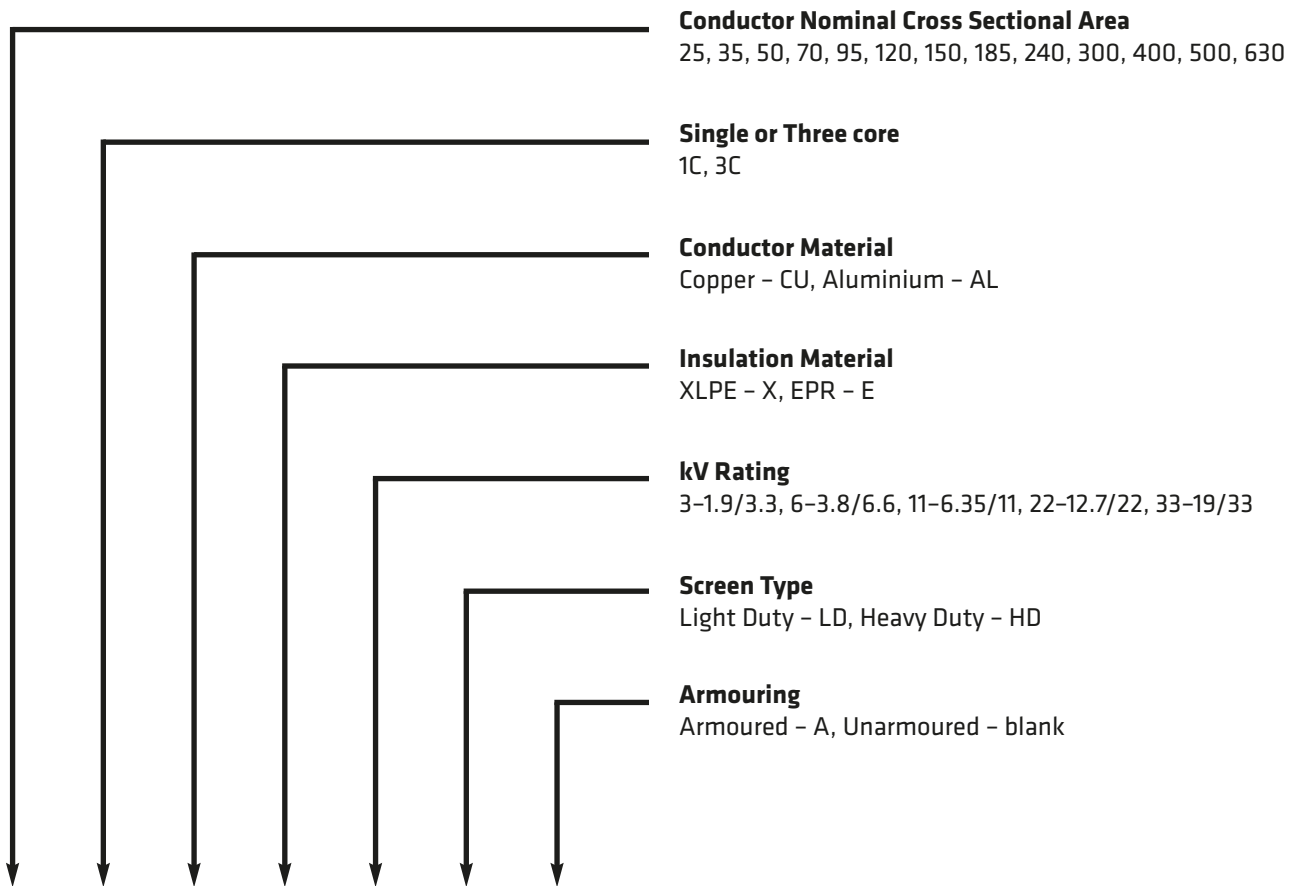 Conductor Nominal Cross Sectional Area
25, 35, 50, 70, 95, 120, 150, 185, 240, 300, 400, 500, 630
Single or Three core
1C, 3C
Conductor Material
Copper – CU, Aluminium – AL
Insulation Material
XLPE – X, EPR – E
kV Rating
3–1.9/3.3, 6–3.8/6.6, 11–6.35/11, 22–12.7/22, 33–19/33
Screen Type
Light Duty – LD, Heavy Duty – HD
Armouring
Armoured – A, Unarmoured – blank